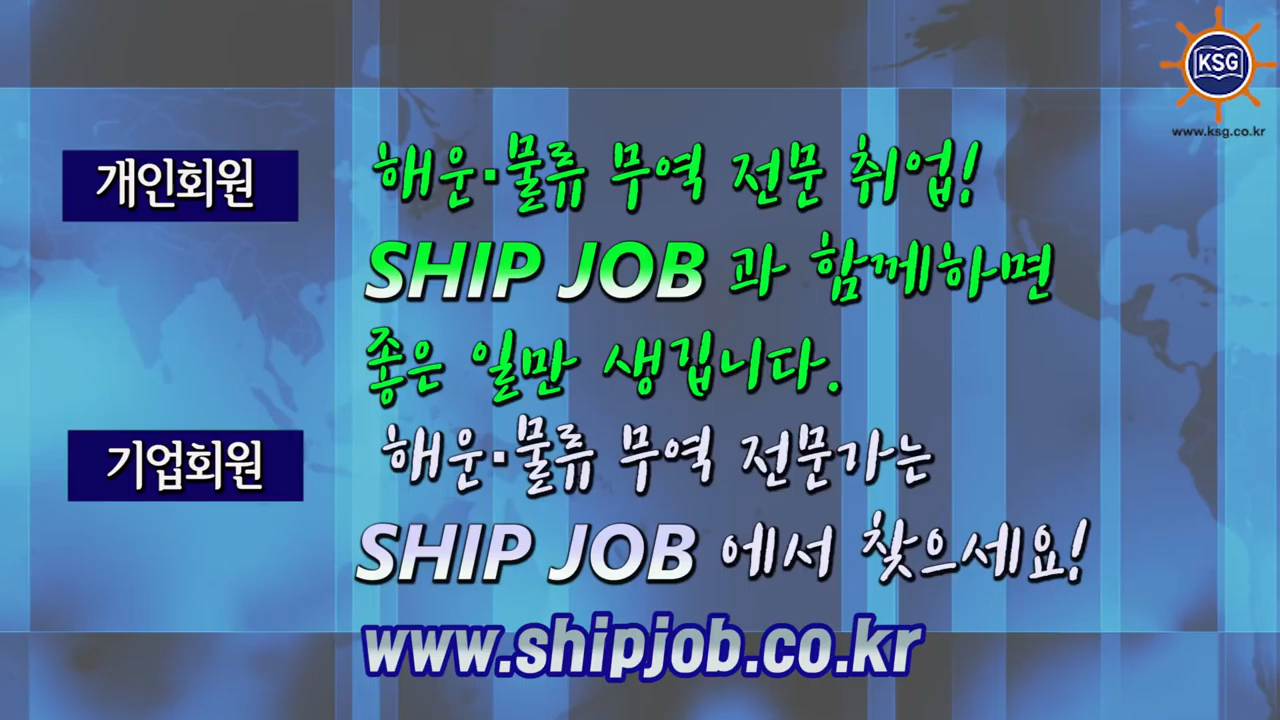 KSG
www.ksg.co.kr
개인회원
해운·물류 무역 전문 취업!
SHIP JOB 과 함께하면
좋은 일만 생깁니다.
기업회원
해운·물류 무역 전문가는
SHIP JOB 에서 찾으세요!
www.shipjob.co.kr